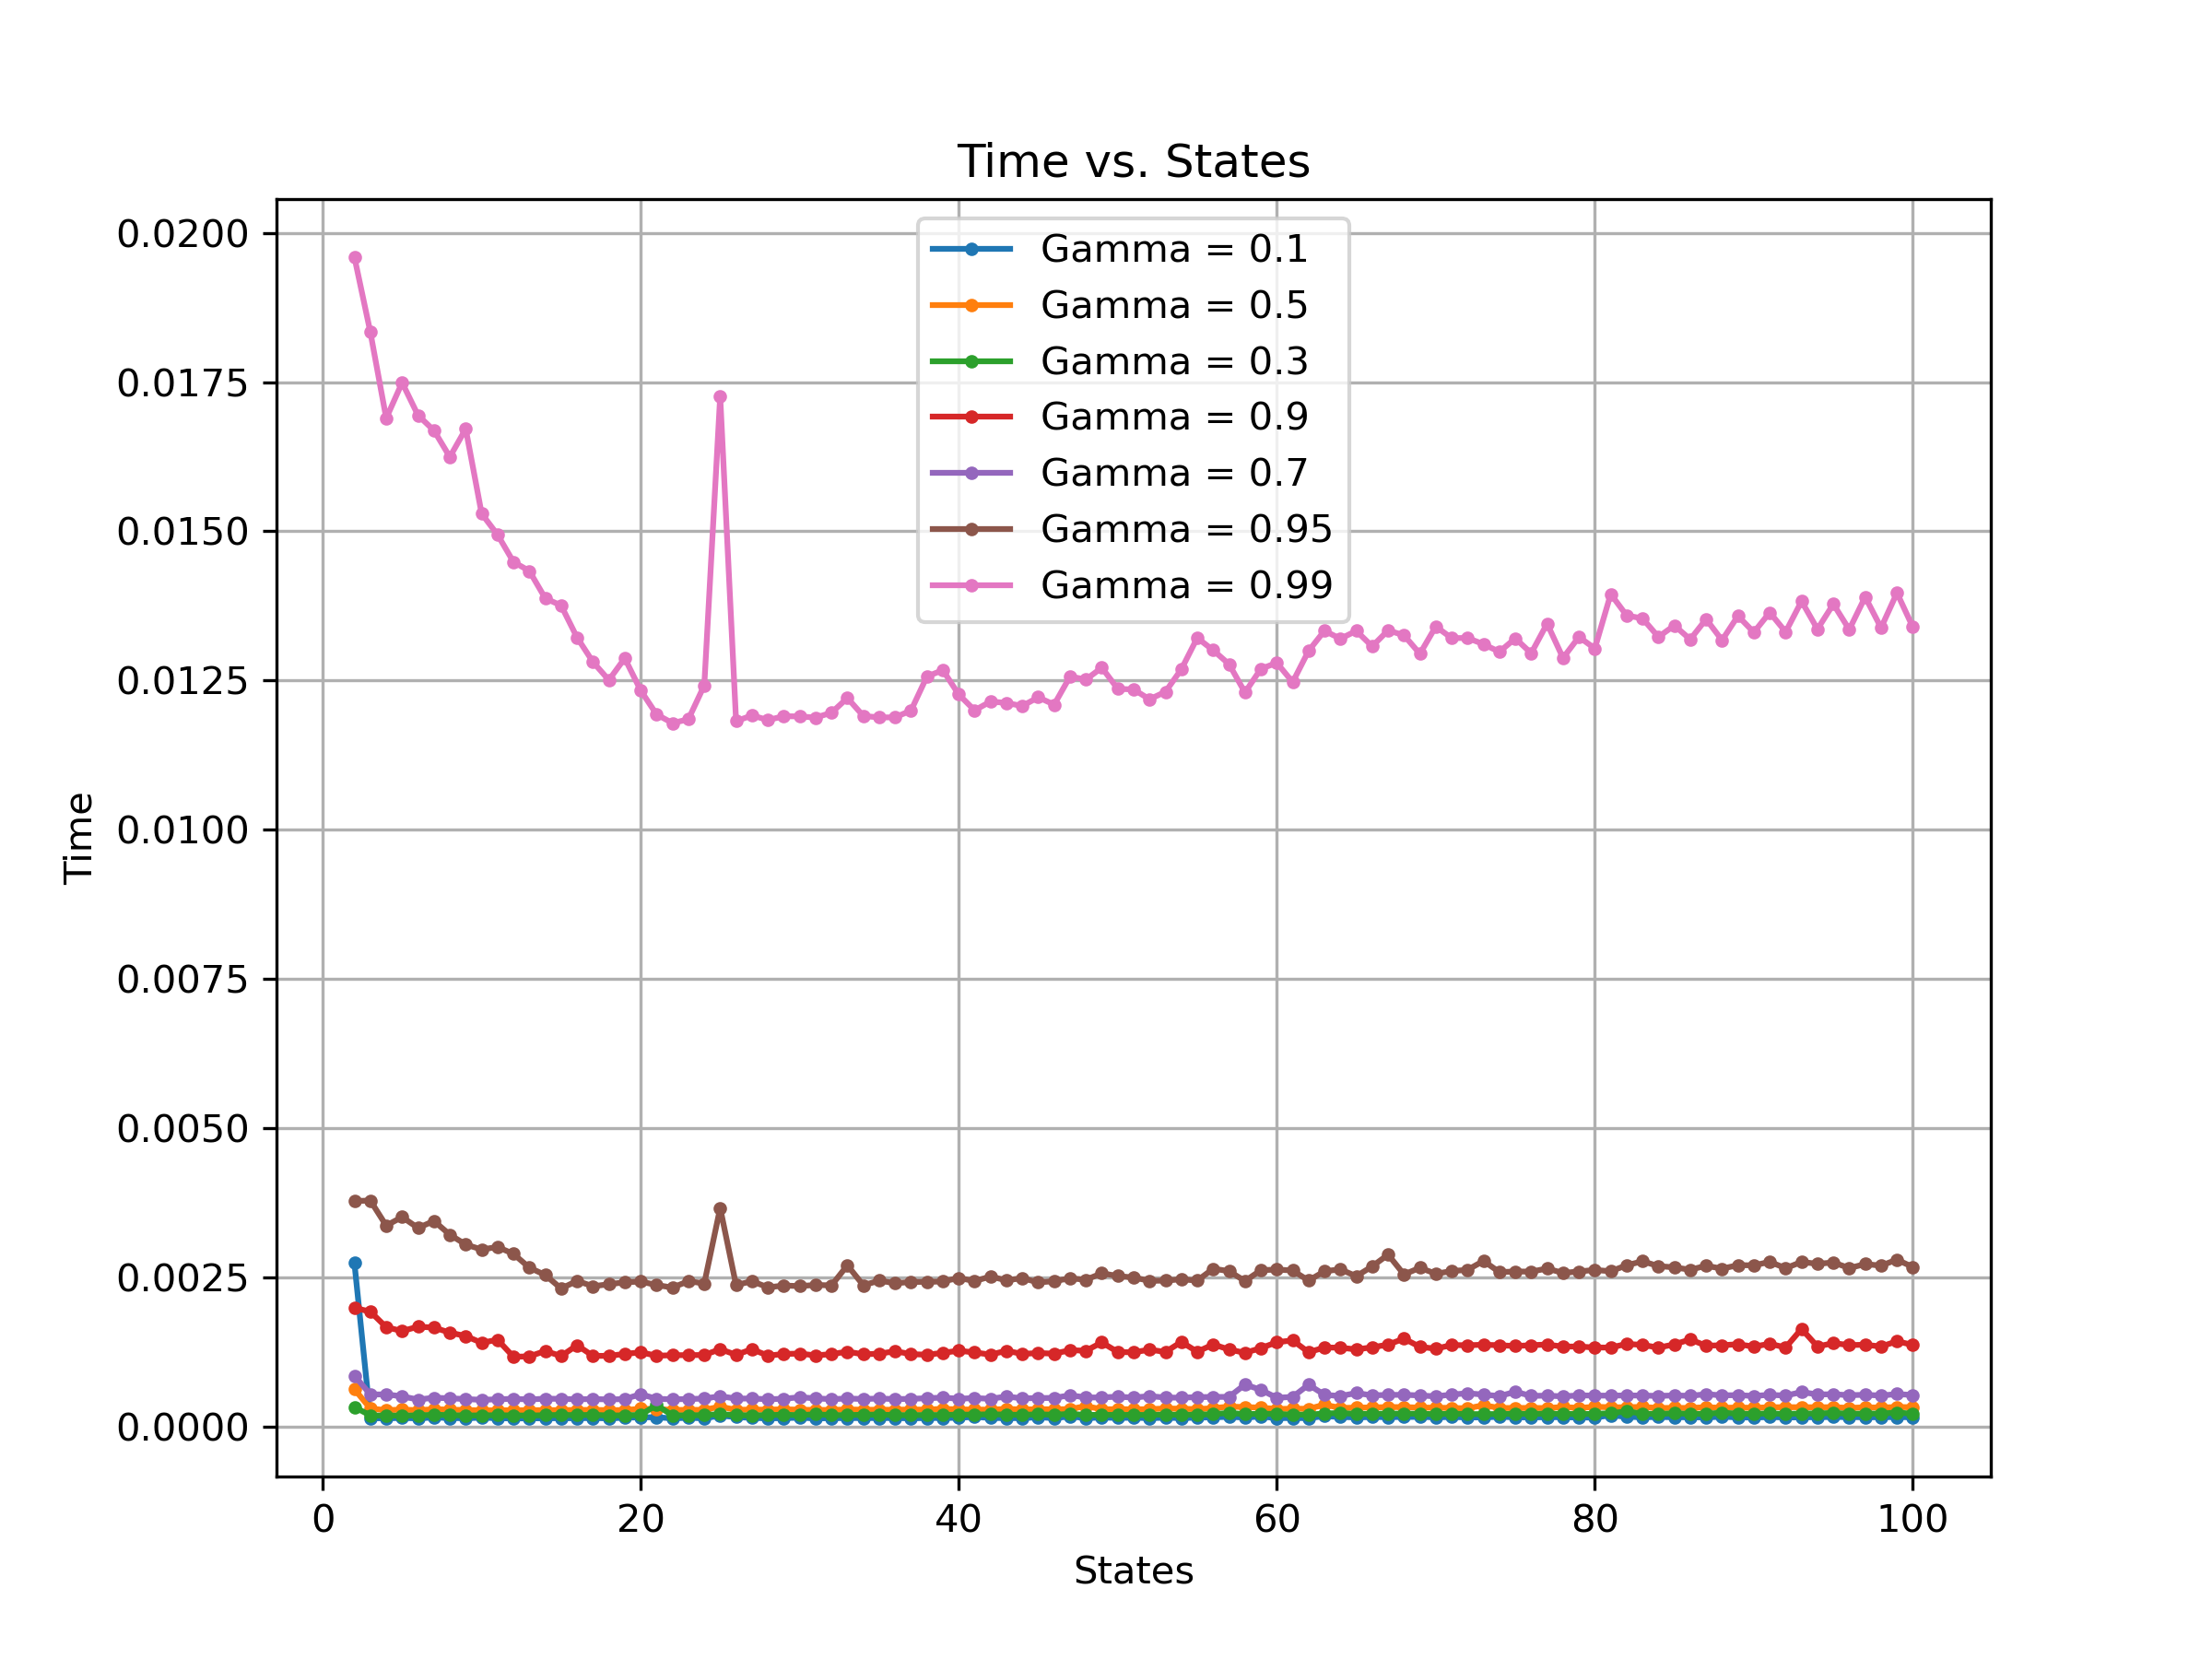 Time vs. States
0.0200
0.0175
0.0150
0.0125
0.0100
0.0075
0.0050
0.0025
0.0000
Time
Gamma = 0.1
Gamma = 0.5
Gamma = 0.3
Gamma = 0.9
Gamma = 0.7
Gamma = 0.95
Gamma = 0.99
0 20 40 60 80 100
States